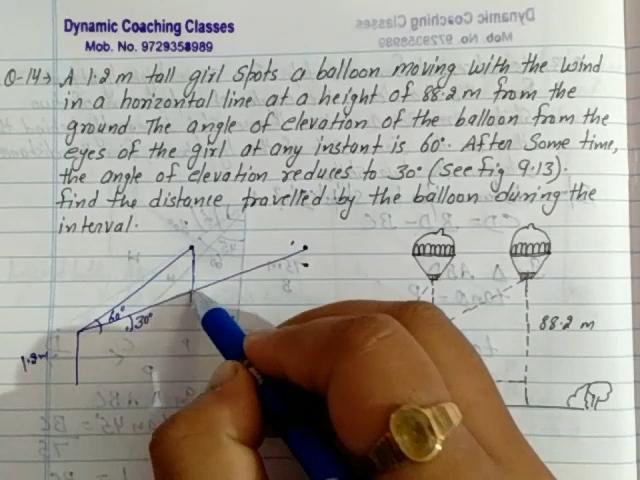 Dynamic Coaching Classes
Mob. No. 9729358989
Q-14→ A 1.2 m tall girl spots a balloon moving with the wind
in a horizontal line at a height of 88.2 m from the
ground. The angle of elevation of the balloon from the
eyes of the girl at any instant is 60°. After some time,
the angle of elevation reduces to 30° (see fig 9.13).
find the distance travelled by the balloon during the
interval.
60°
30°
1.2m
88.2 m